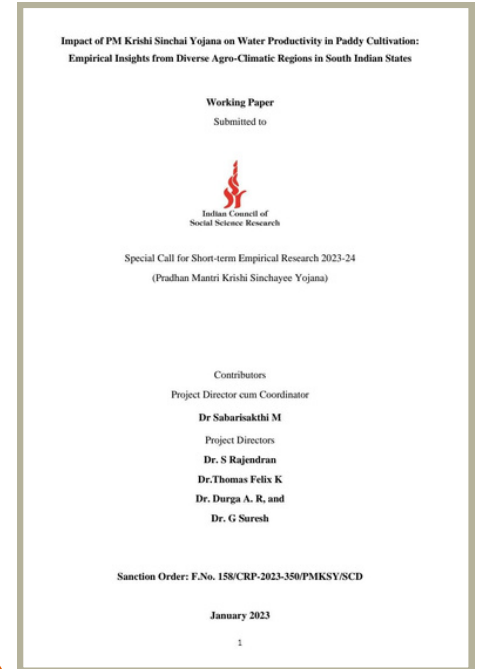 Impact of PM Krishi Sinchai Yojana on Water Productivity in Paddy Cultivation:
Empirical Insights from Diverse Agro-Climatic Regions in South Indian States
Working Paper
Submitted to
Indian Council of
Social Science Research
Special Call for Short-term Empirical Research 2023-24
(Pradhan Mantri Krishi Sinchayee Yojana)
Contributors
Project Director cum Coordinator
Dr Sabarisakthi M
Project Directors
Dr. S Rajendran
Dr.Thomas Felix K
Dr. Durga A. R, and
Dr. G Suresh
Sanction Order: F.No. 158/CRP-2023-350/PMKSY/SCD
January 2023
1